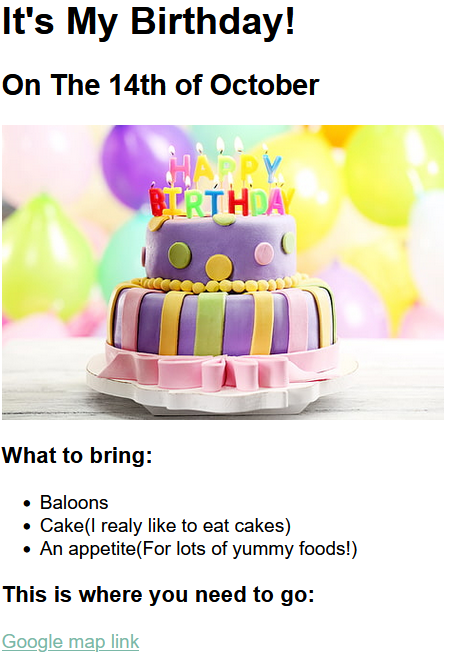 It's My Birthday!
On The 14th of October
HAPPY
BIRTHDAY
What to bring:
Baloons
Cake(I realy like to eat cakes)
An appetite(For lots of yummy foods!)
This is where you need to go:
Google map link